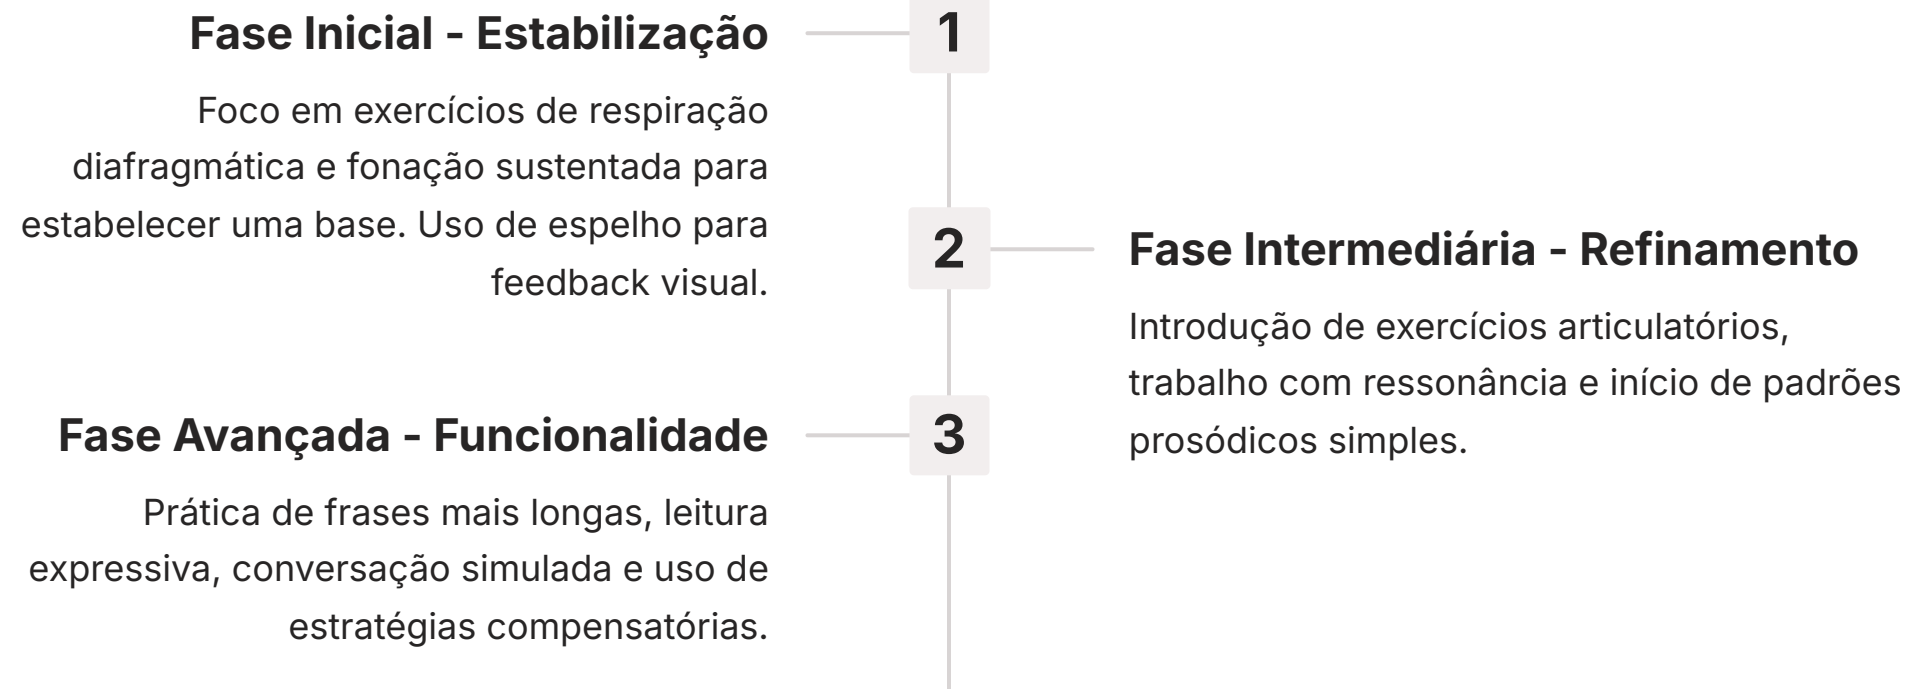 Fase Inicial - Estabilização
1
Foco em exercícios de respiração
diafragmática e fonação sustentada para
estabelecer uma base. Uso de espelho para
feedback visual.
2
Fase Intermediária - Refinamento
Introdução de exercícios articulatórios,
trabalho com ressonância e início de padrões
prosódicos simples.
Fase Avançada - Funcionalidade
3
Prática de frases mais longas, leitura
expressiva, conversação simulada e uso de
estratégias compensatórias.